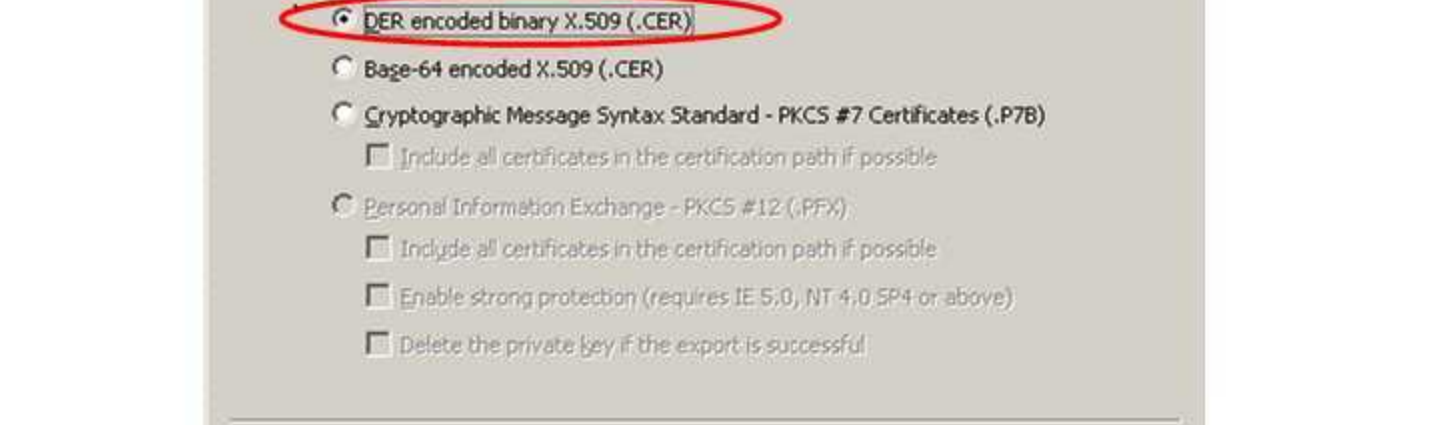 DER encoded binary X.509 (.CER)
Base-64 encoded X.509 (.CER)
Cryptographic Message Syntax Standard - PKCS #7 Certificates (.P7B)
Include all certificates in the certification path if possible
Personal Information Exchange - PKCS #12 (.PFX)
Include all certificates in the certification path if possible
Enable strong protection (requires IE 5.0, NT 4.0 SP4 or above)
Delete the private key if the export is successful